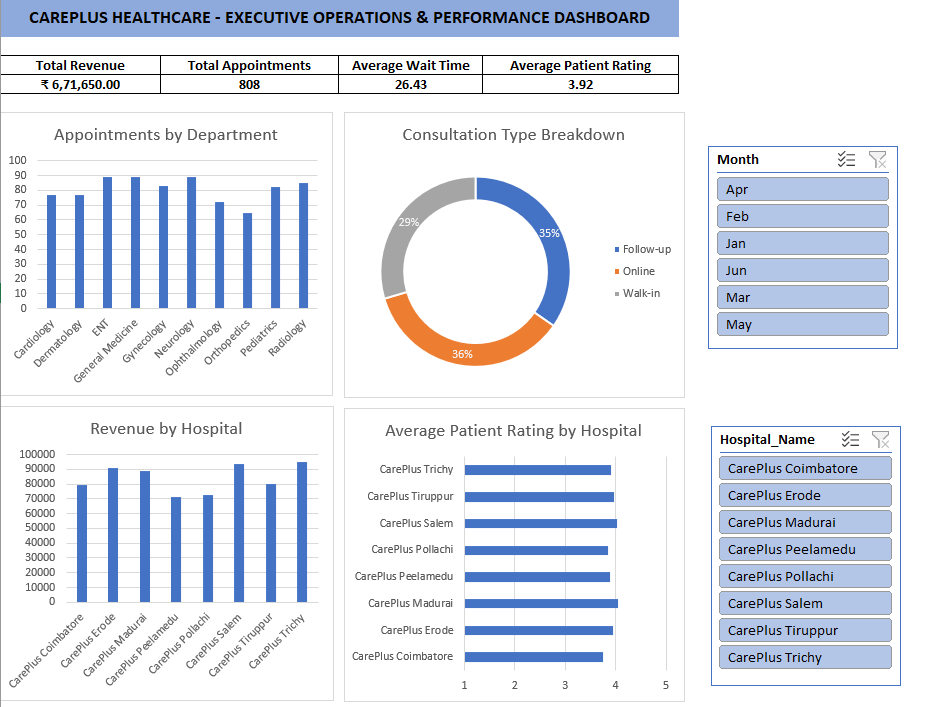 CAREPLUS HEALTHCARE - EXECUTIVE OPERATIONS & PERFORMANCE DASHBOARD
Total Revenue Total Appointments Average Wait Time Average Patient Rating
₹ 6,71,650.00 808 26.43 3.92
Appointments by Department
100
90
80
70
60
50
40
30
20
10
0
Cardiology
Dermatology
ENT
General Medicine
Gynecology
Neurology
Ophthalmology
Orthopedics
Pediatrics
Radiology
Consultation Type Breakdown
29%
35%
36%
Follow-up
Online
Walk-in
Month
Apr
Feb
Jan
Jun
Mar
May
Revenue by Hospital
100000
90000
80000
70000
60000
50000
40000
30000
20000
10000
0
CarePlus Coimbatore
CarePlus Erode
CarePlus Madurai
CarePlus Peelamedu
CarePlus Pollachi
CarePlus Salem
CarePlus Tiruppur
CarePlus Trichy
Average Patient Rating by Hospital
CarePlus Trichy
CarePlus Tiruppur
CarePlus Salem
CarePlus Pollachi
CarePlus Peelamedu
CarePlus Madurai
CarePlus Erode
CarePlus Coimbatore
1 2 3 4 5
Hospital_Name
CarePlus Coimbatore
CarePlus Erode
CarePlus Madurai
CarePlus Peelamedu
CarePlus Pollachi
CarePlus Salem
CarePlus Tiruppur
CarePlus Trichy